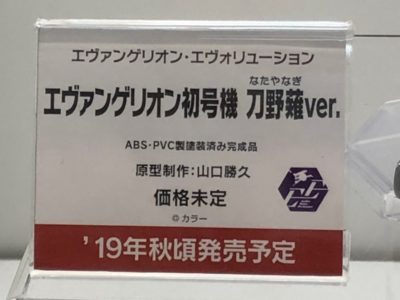 エヴァンゲリオン・エヴォリューション
なたやなぎ
エヴァンゲリオン初号機 刀野薙ver.
ABS・PVC製塗装済み完成品
原型制作：山口勝久
価格未定
©カラー
'19年秋頃発売予定